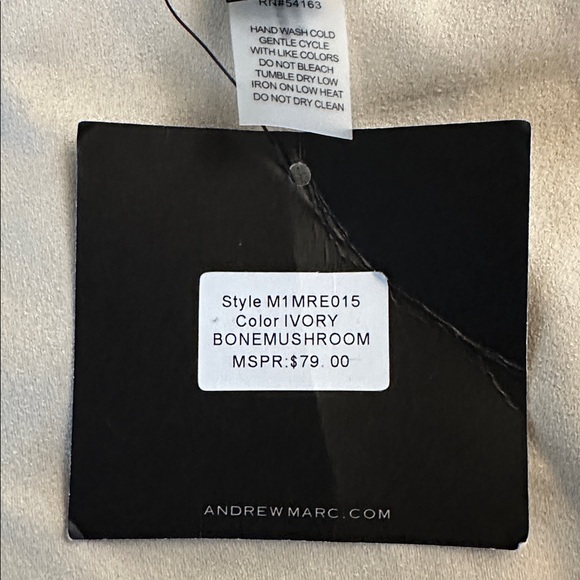 RN#54163
HAND WASH COLD
GENTLE CYCLE
WITH LIKE COLORS
DO NOT BLEACH
TUMBLE DRY LOW
IRON ON LOW HEAT
DO NOT DRY CLEAN
Style M1MRE015
Color IVORY
BONEMUSHROOM
MSPR:$79.00
ANDREWMARC.COM